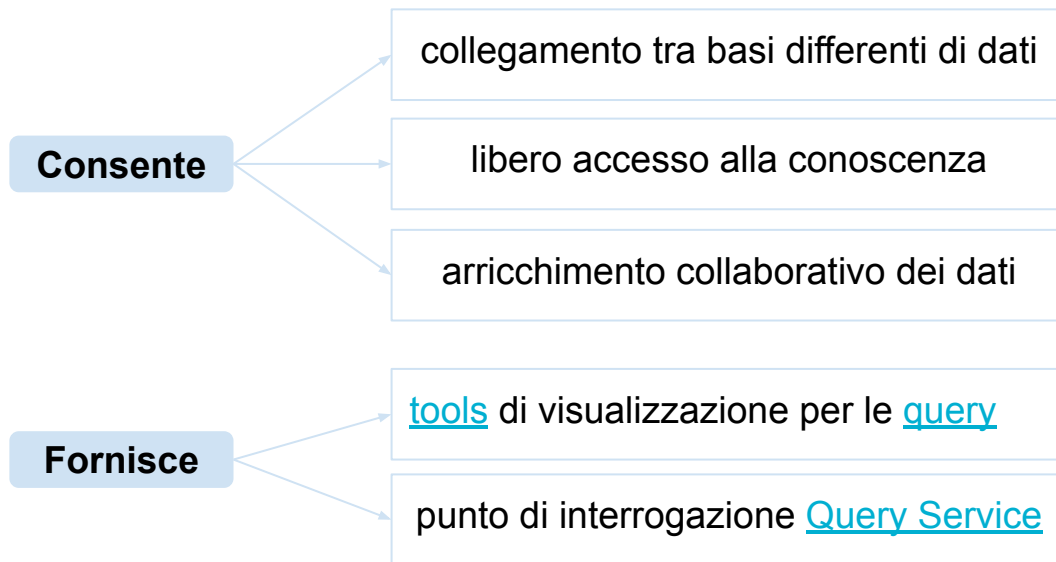 Consente
collegamento tra basi differenti di dati
libero accesso alla conoscenza
arricchimento collaborativo dei dati
Fornisce
tools di visualizzazione per le query
punto di interrogazione Query Service